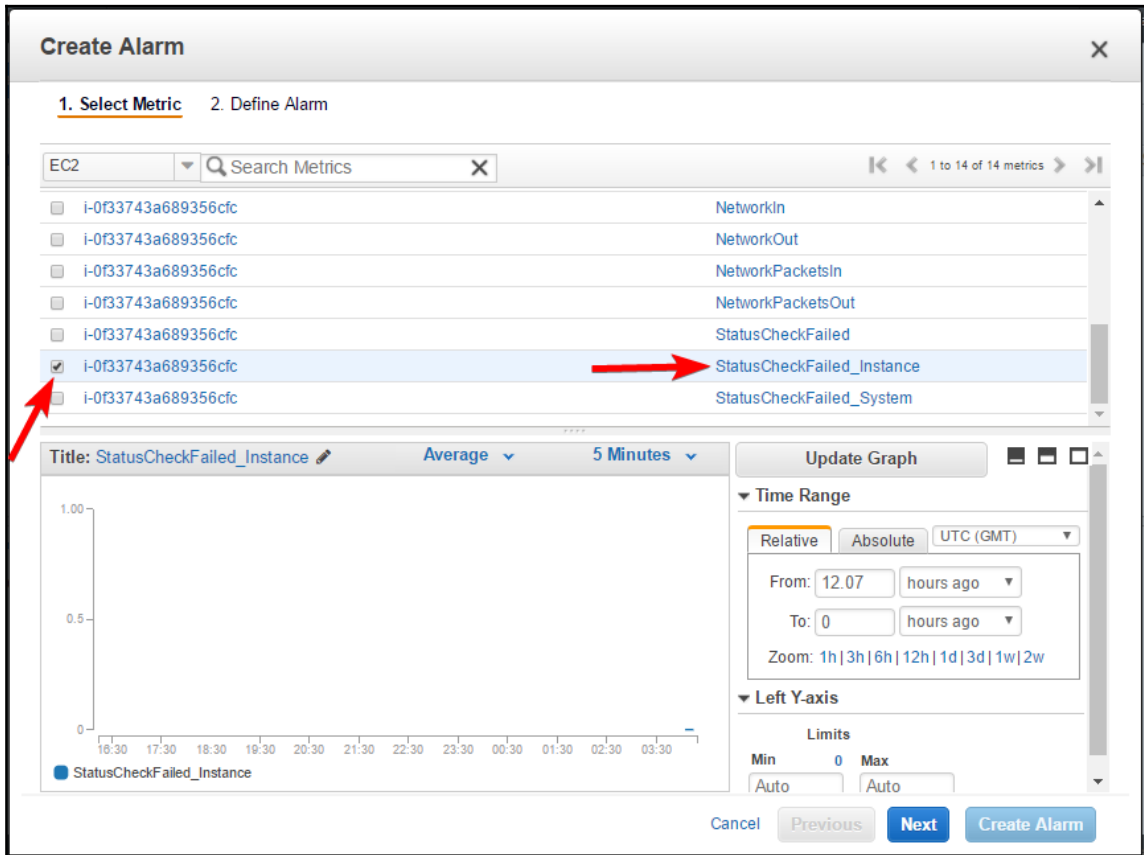 Create Alarm
1. Select Metric 2. Define Alarm
EC2 Search Metrics 1 to 14 of 14 metrics
i-0f33743a689356cfc NetworkIn
i-0f33743a689356cfc NetworkOut
i-0f33743a689356cfc NetworkPacketsIn
i-0f33743a689356cfc NetworkPacketsOut
i-0f33743a689356cfc StatusCheckFailed
i-0f33743a689356cfc StatusCheckFailed_Instance
i-0f33743a689356cfc StatusCheckFailed_System
Title: StatusCheckFailed_Instance Average 5 Minutes
1.00
0.5
0
16:30 17:30 18:30 19:30 20:30 21:30 22:30 23:30 00:30 01:30 02:30 03:30
StatusCheckFailed_Instance
Update Graph
Time Range
Relative Absolute UTC (GMT)
From: 12.07 hours ago
To: 0 hours ago
Zoom: 1h|3h|6h|12h|1d|3d|1w|2w
Left Y-axis
Limits
Min 0 Max
Auto Auto
Cancel Previous Next Create Alarm